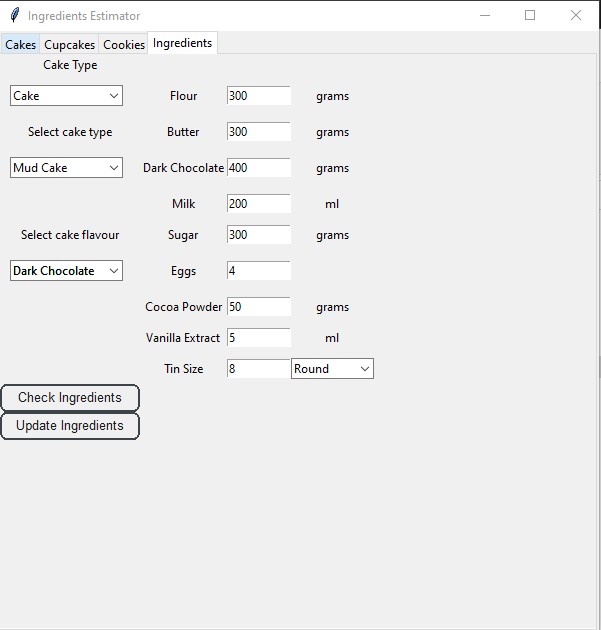 Ingredients Estimator
Cakes Cupcakes Cookies Ingredients
Cake Type
Cake Flour 300 grams
Select cake type Butter 300 grams
Mud Cake Dark Chocolate 400 grams
Milk 200 ml
Select cake flavour Sugar 300 grams
Dark Chocolate Eggs 4
Cocoa Powder 50 grams
Vanilla Extract 5 ml
Tin Size 8 Round
Check Ingredients
Update Ingredients